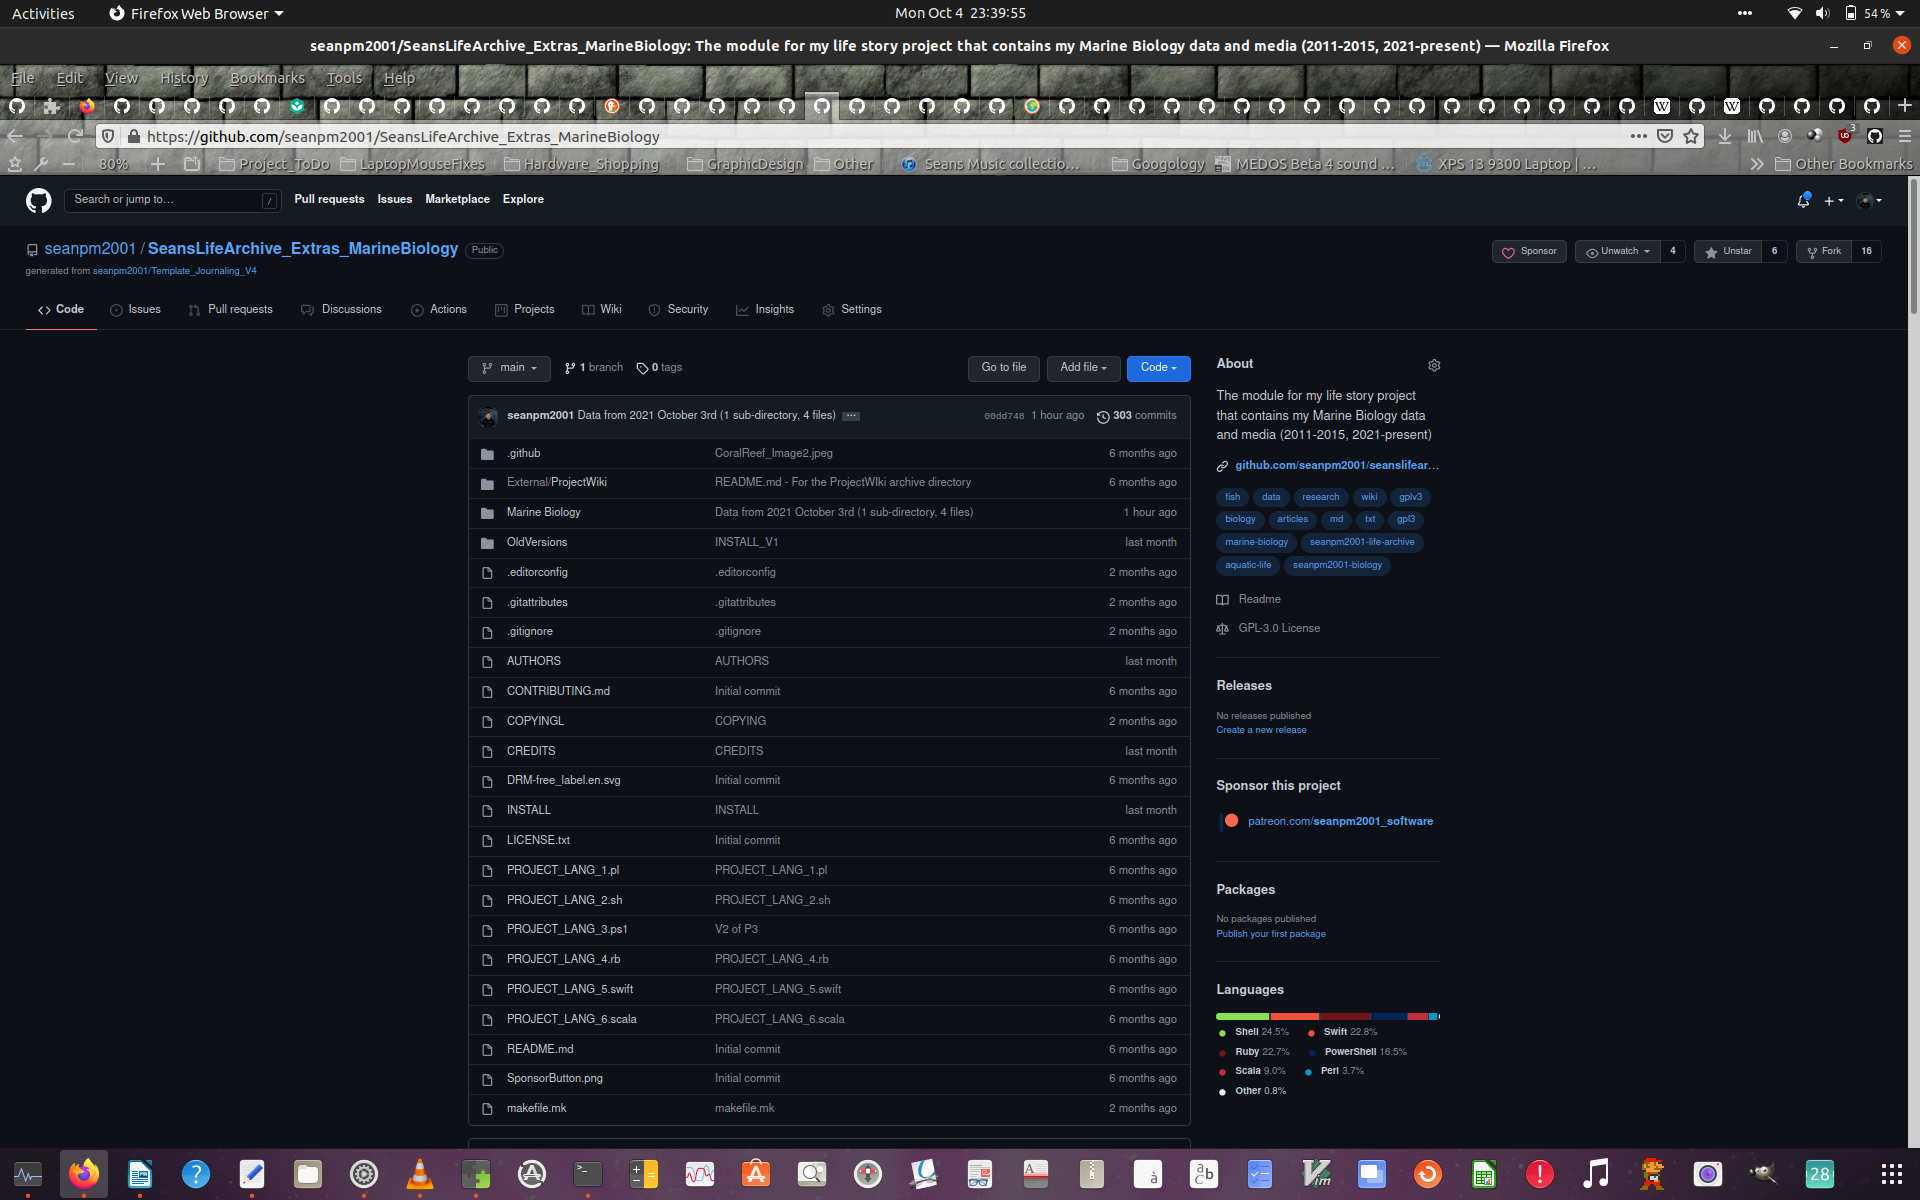 Activities Firefox Web Browser Mon Oct 4 23:39:55 54 %
seanpm2001/SeansLifeArchive_Extras_MarineBiology: The module for my life story project that contains my Marine Biology data and media (2011-2015, 2021-present) — Mozilla Firefox
File Edit View History Bookmarks Tools Help
https://github.com/seanpm2001/SeansLifeArchive_Extras_MarineBiology 3
80% Project_ToDo LaptopMouseFixes Hardware_Shopping GraphicDesign Other Seans Music collectio… Googology MEDOS Beta 4 sound … XPS 13 9300 Laptop | … Other Bookmarks
Search or jump to… / Pull requests Issues Marketplace Explore
seanpm2001 / SeansLifeArchive_Extras_MarineBiology Public Sponsor Unwatch 4 Unstar 6 Fork 16
generated from seanpm2001/Template_Journaling_V4
Code Issues Pull requests Discussions Actions Projects Wiki Security Insights Settings
main 1 branch 0 tags Go to file Add file Code
seanpm2001 Data from 2021 October 3rd (1 sub-directory, 4 files) 00dd748 1 hour ago 303 commits
.github CoralReef_Image2.jpeg 6 months ago
External/ProjectWiki README.md - For the ProjectWIki archive directory 6 months ago
Marine Biology Data from 2021 October 3rd (1 sub-directory, 4 files) 1 hour ago
OldVersions INSTALL_V1 last month
.editorconfig .editorconfig 2 months ago
.gitattributes .gitattributes 2 months ago
.gitignore .gitignore 2 months ago
AUTHORS AUTHORS last month
CONTRIBUTING.md Initial commit 6 months ago
COPYINGL COPYING 2 months ago
CREDITS CREDITS last month
DRM-free_label.en.svg Initial commit 6 months ago
INSTALL INSTALL last month
LICENSE.txt Initial commit 6 months ago
PROJECT_LANG_1.pl PROJECT_LANG_1.pl 6 months ago
PROJECT_LANG_2.sh PROJECT_LANG_2.sh 6 months ago
PROJECT_LANG_3.ps1 V2 of P3 6 months ago
PROJECT_LANG_4.rb PROJECT_LANG_4.rb 6 months ago
PROJECT_LANG_5.swift PROJECT_LANG_5.swift 6 months ago
PROJECT_LANG_6.scala PROJECT_LANG_6.scala 6 months ago
README.md Initial commit 6 months ago
SponsorButton.png Initial commit 6 months ago
makefile.mk makefile.mk 2 months ago
About
The module for my life story project
that contains my Marine Biology data
and media (2011-2015, 2021-present)
github.com/seanpm2001/seanslifear…
fish data research wiki gplv3
biology articles md txt gpl3
marine-biology seanpm2001-life-archive
aquatic-life seanpm2001-biology
Readme
GPL-3.0 License
Releases
No releases published
Create a new release
Sponsor this project
patreon.com/seanpm2001_software
Packages
No packages published
Publish your first package
Languages
Shell 24.5% Swift 22.8%
Ruby 22.7% PowerShell 16.5%
Scala 9.0% Perl 3.7%
Other 0.8%
28